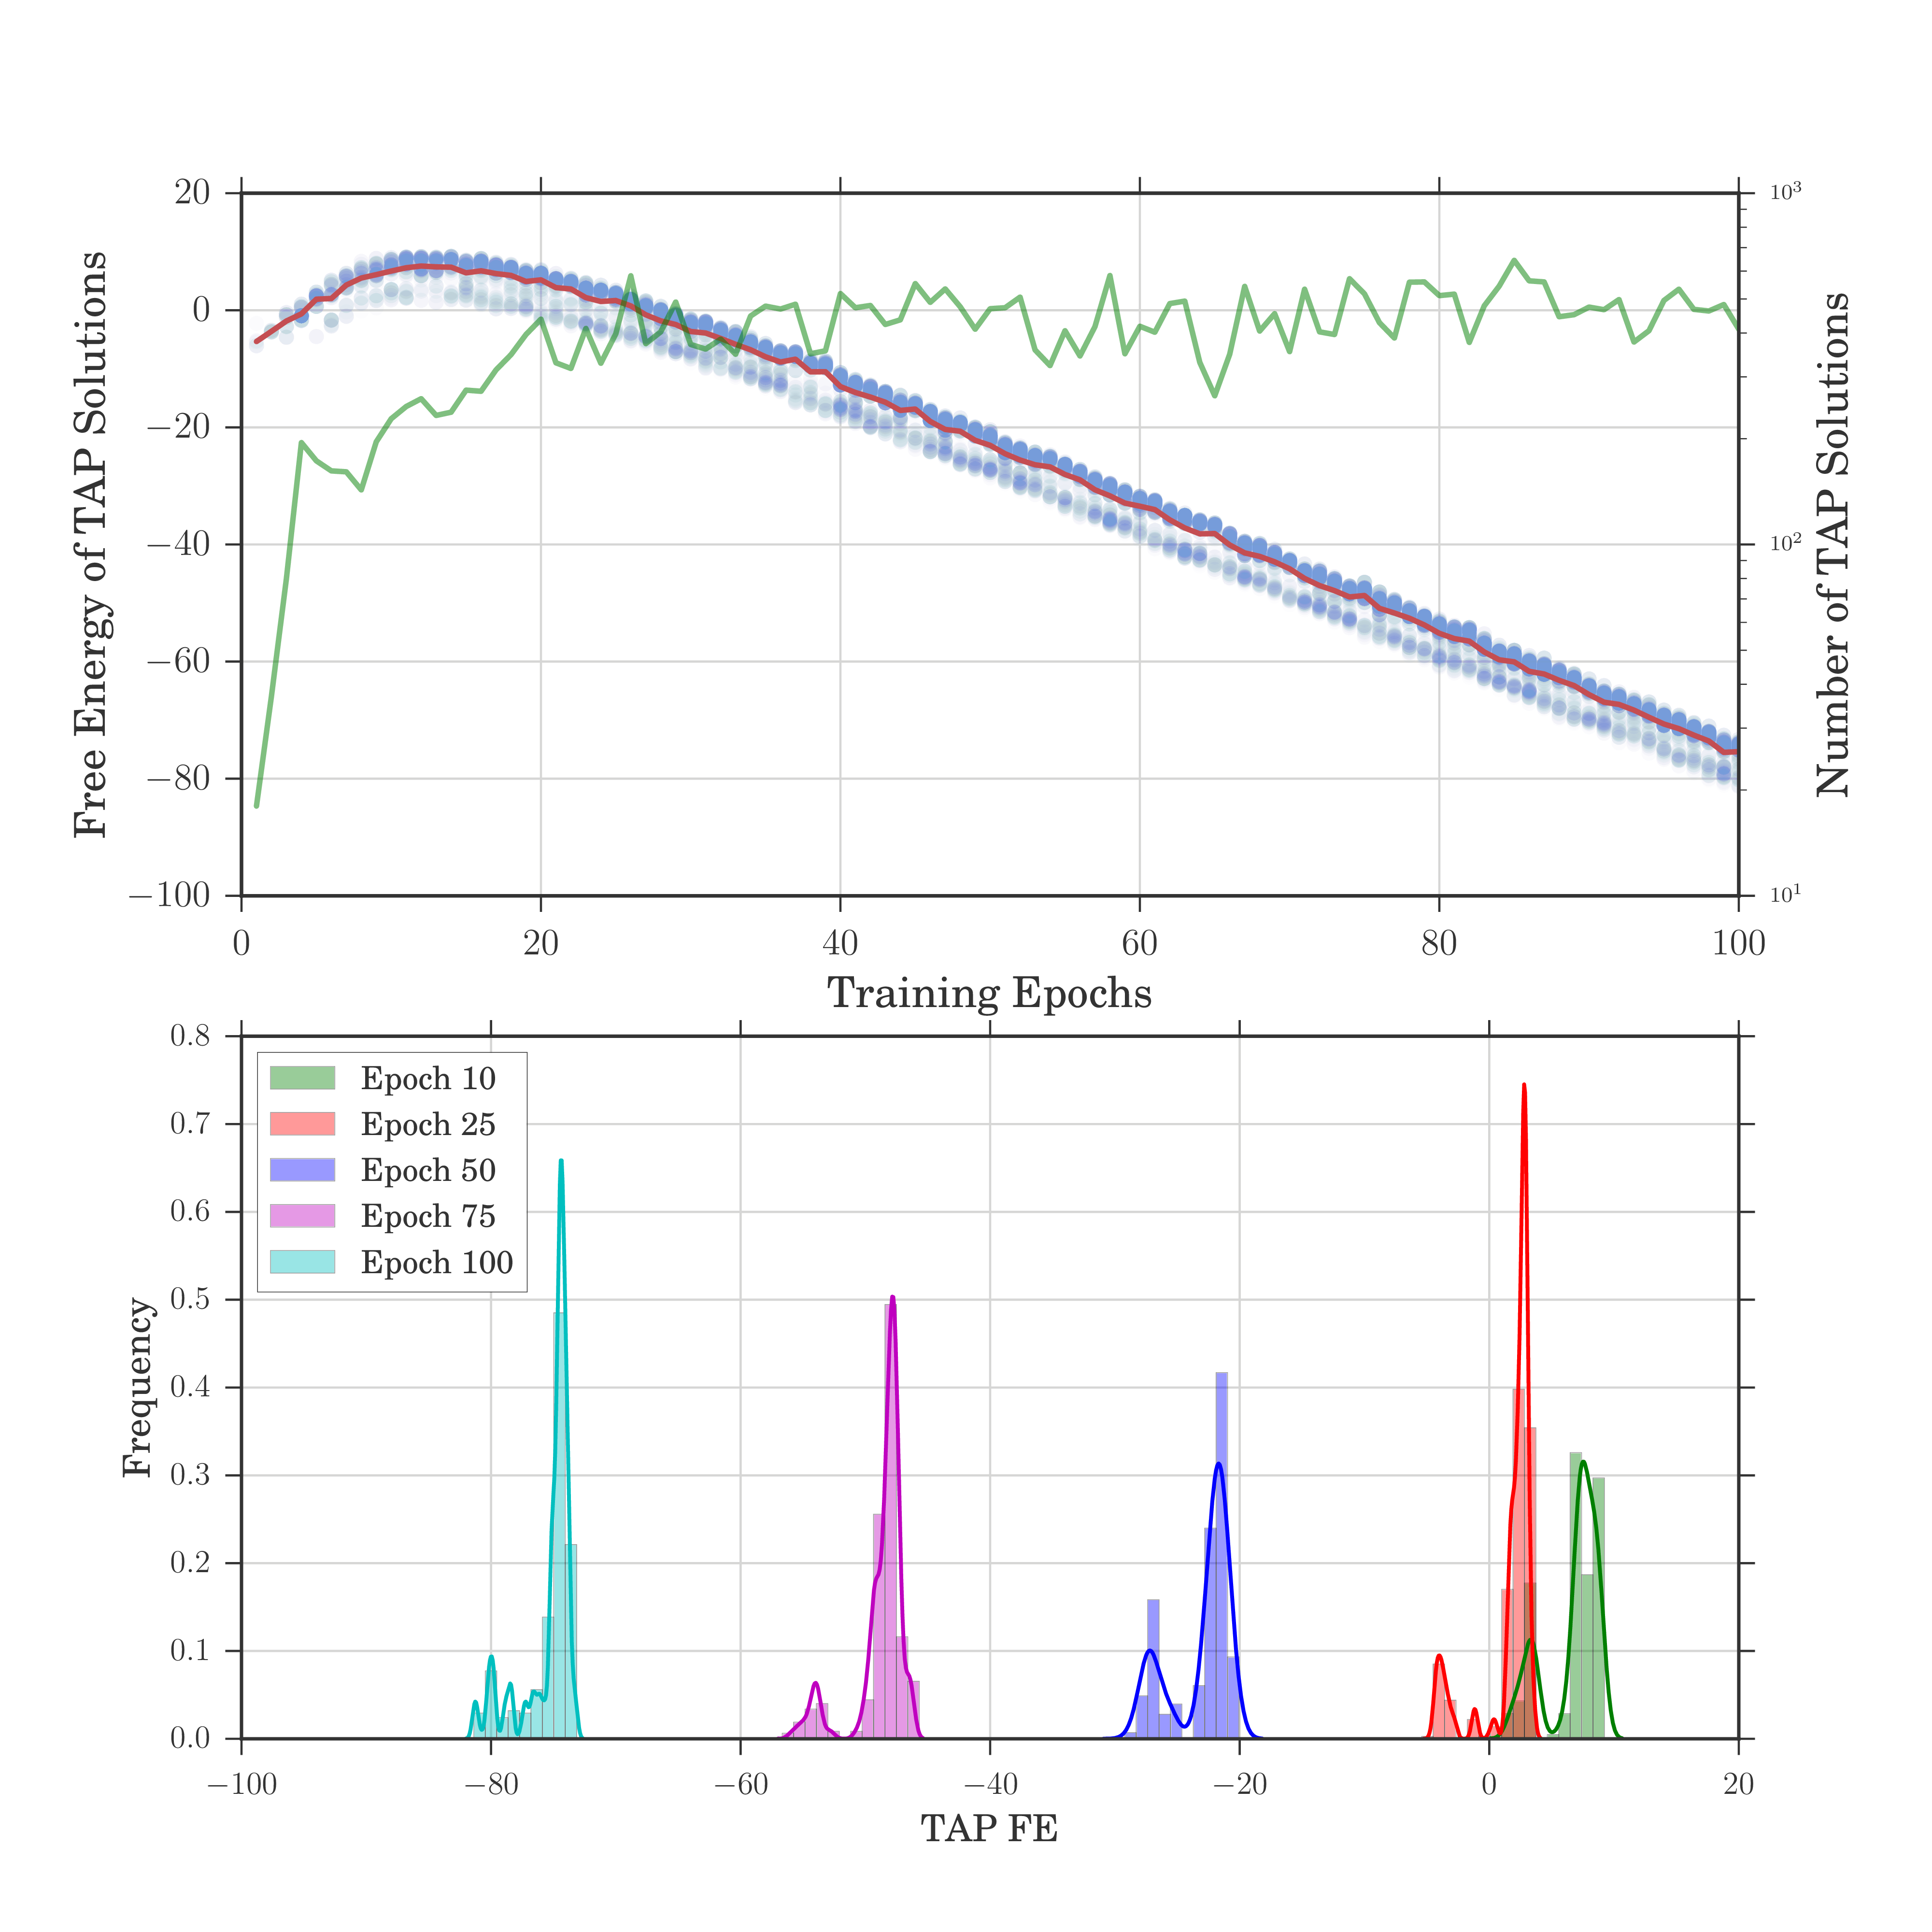 20
0
−20
−40
−60
−80
−100
Free Energy of TAP Solutions
10³
10²
10¹
Number of TAP Solutions
0 20 40 60 80 100
Training Epochs
0.8
0.7
0.6
0.5
0.4
0.3
0.2
0.1
0.0
Frequency
Epoch 10
Epoch 25
Epoch 50
Epoch 75
Epoch 100
−100 −80 −60 −40 −20 0 20
TAP FE